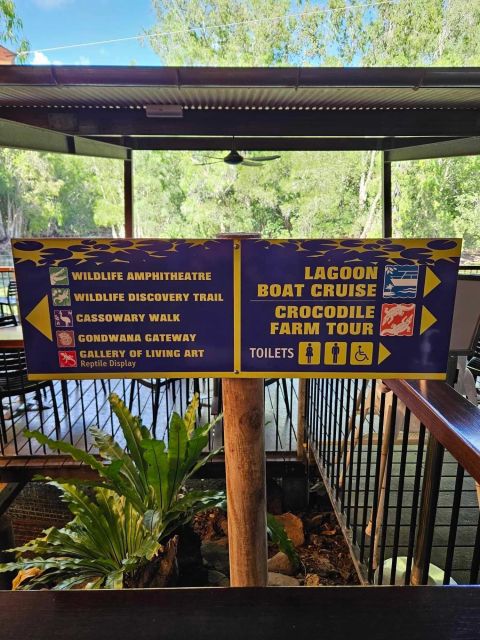 WILDLIFE AMPHITHEATRE
WILDLIFE DISCOVERY TRAIL
CASSOWARY WALK
GONDWANA GATEWAY
GALLERY OF LIVING ART
Reptile Display
LAGOON
BOAT CRUISE
CROCODILE
FARM TOUR
TOILETS